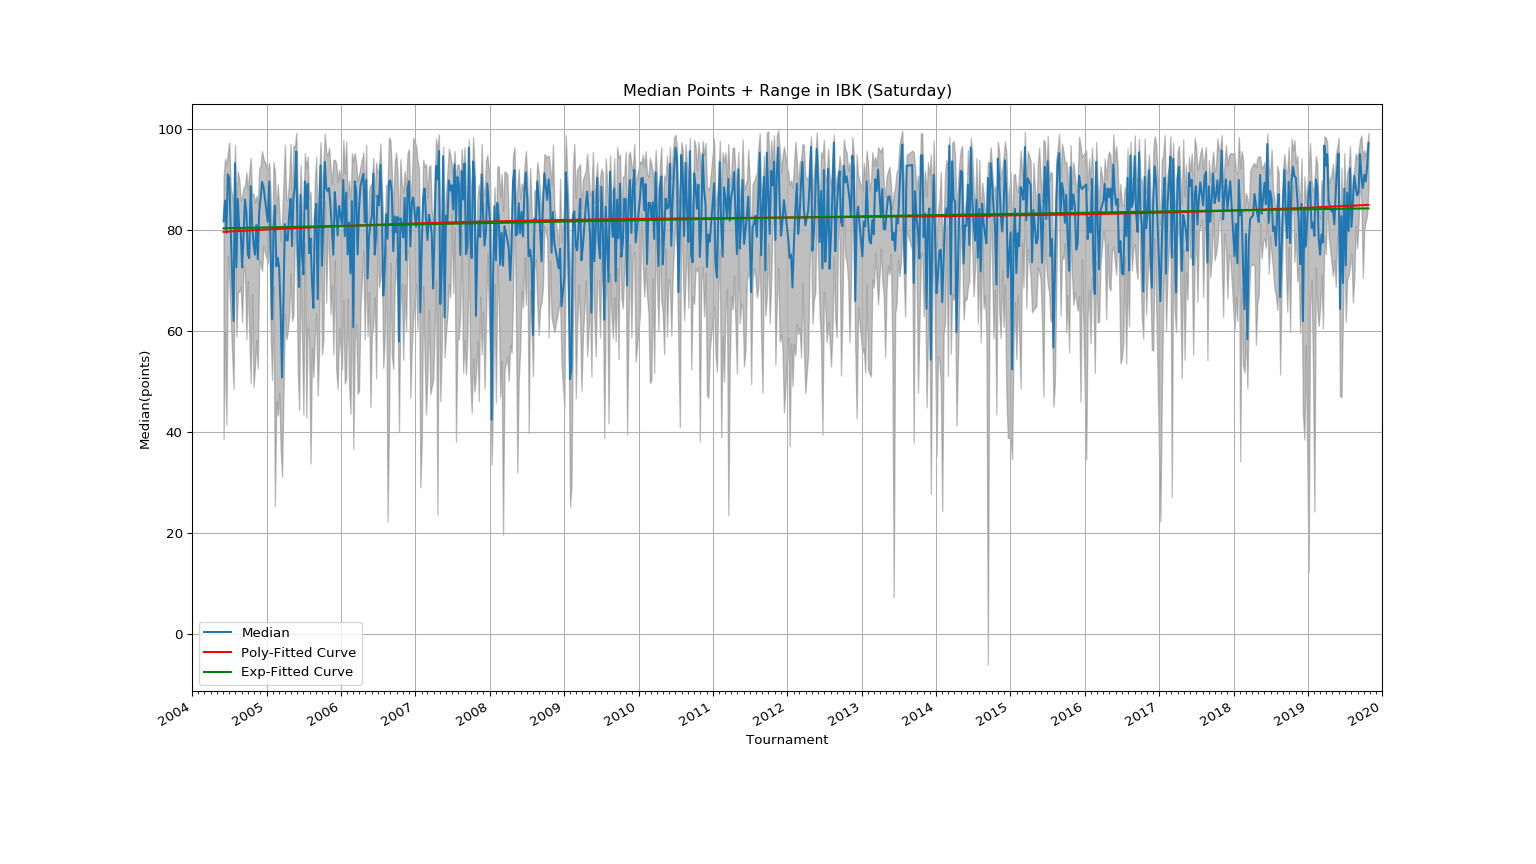 Median Points + Range in IBK (Saturday)
100
80
60
40
20
0
Median(points)
Median
Poly-Fitted Curve
Exp-Fitted Curve
2004 2005 2006 2007 2008 2009 2010 2011 2012 2013 2014 2015 2016 2017 2018 2019 2020
Tournament